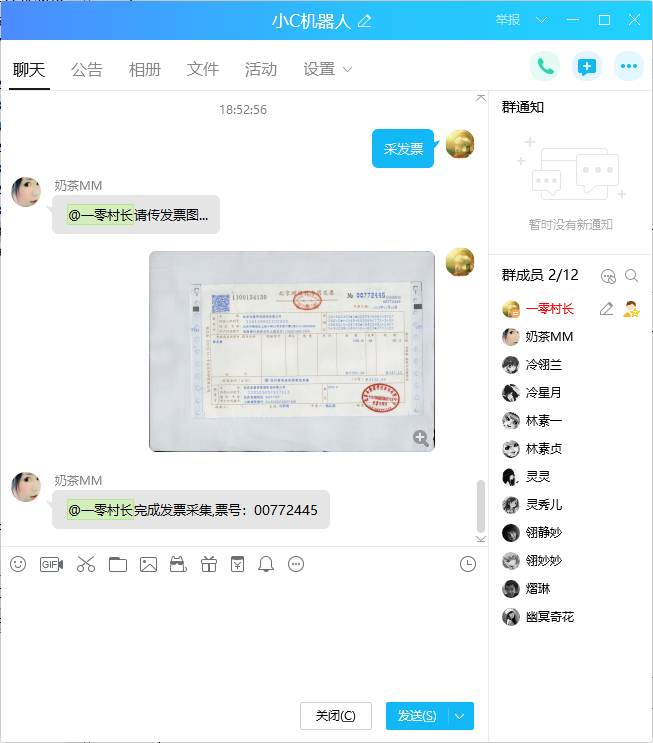 小C机器人
举报
聊天
公告
相册
文件
活动
设置
18:52:56
采发票
奶茶MM
@一零村长请传发票图...
1300154130
№ 00772445
奶茶MM
@一零村长完成发票采集,票号：00772445
GIF
关闭(C)
发送(S)
群通知
暂时没有新通知
群成员 2/12
一零村长
奶茶MM
冷翎兰
冷星月
林素一
林素贞
灵灵
灵秀儿
翎静妙
翎妙妙
熠琳
幽冥奇花